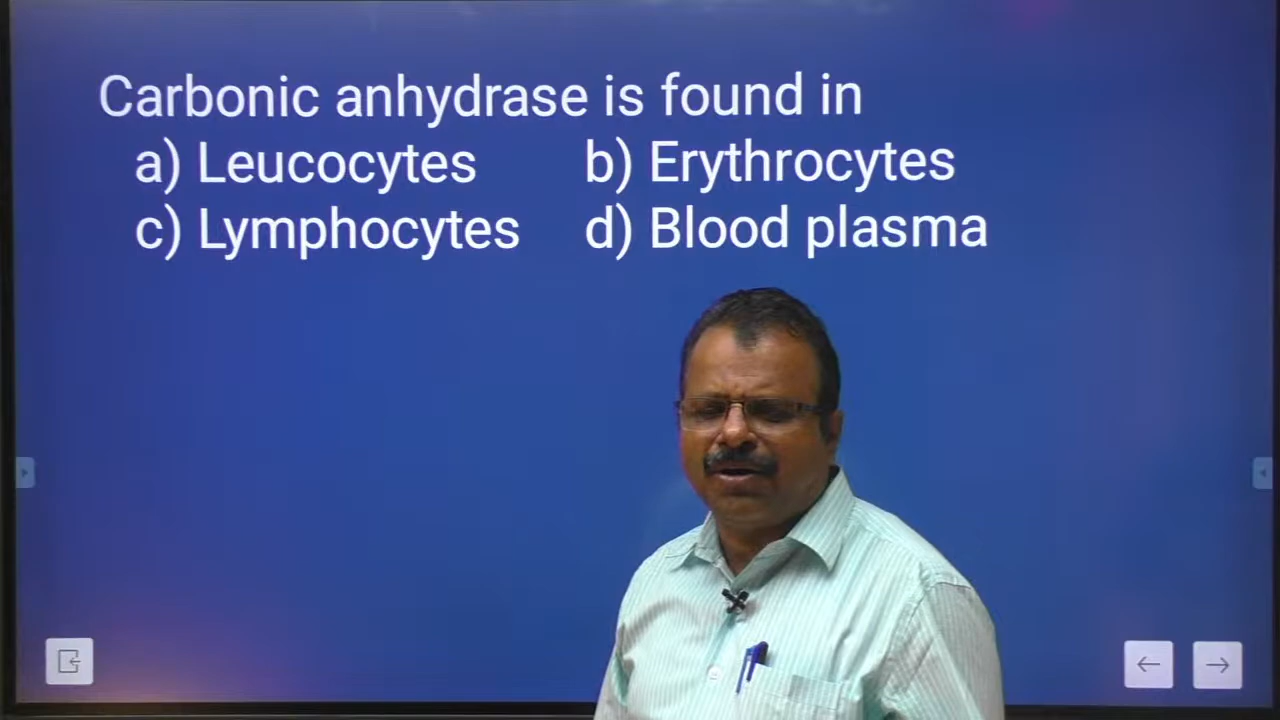 Carbonic anhydrase is found in
a) Leucocytes b) Erythrocytes
c) Lymphocytes d) Blood plasma